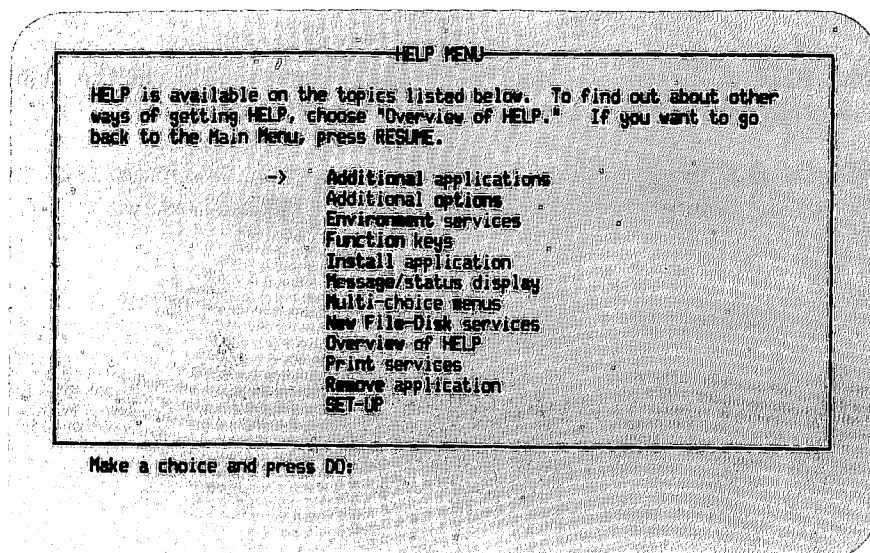 HELP MENU
HELP is available on the topics listed below.  To find out about other
ways of getting HELP, choose "Overview of HELP."  If you want to go
back to the Main Menu, press RESUME.
-> Additional applications
Additional options
Environment services
Function keys
Install application
Message/status display
Multi-choice menus
New File-Disk services
Overview of HELP
Print services
Remove application
SET-UP
Make a choice and press DO: